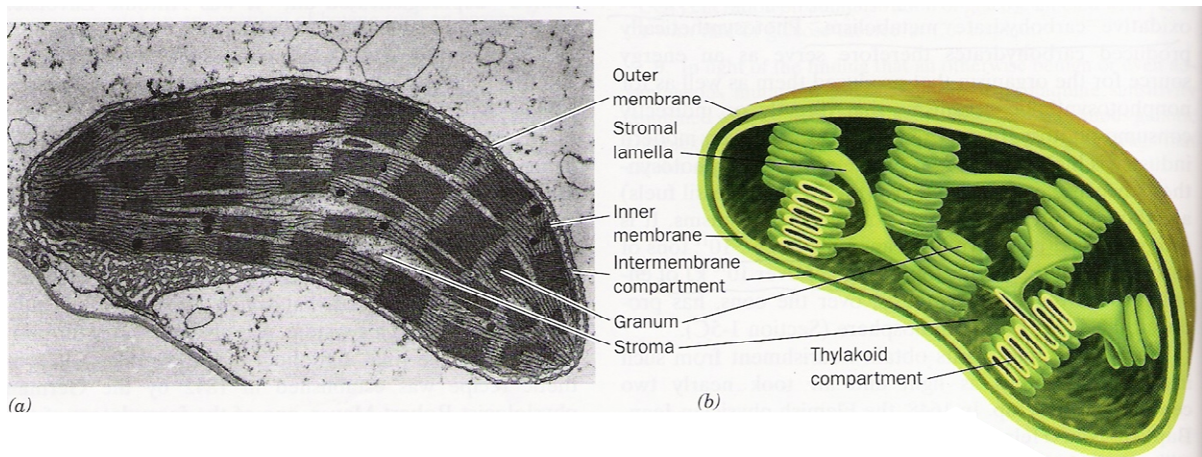 Outer
membrane
Stromal
lamella
Inner
membrane
Intermembrane
compartment
Granum
Stroma
Thylakoid
compartment
(a)
(b)